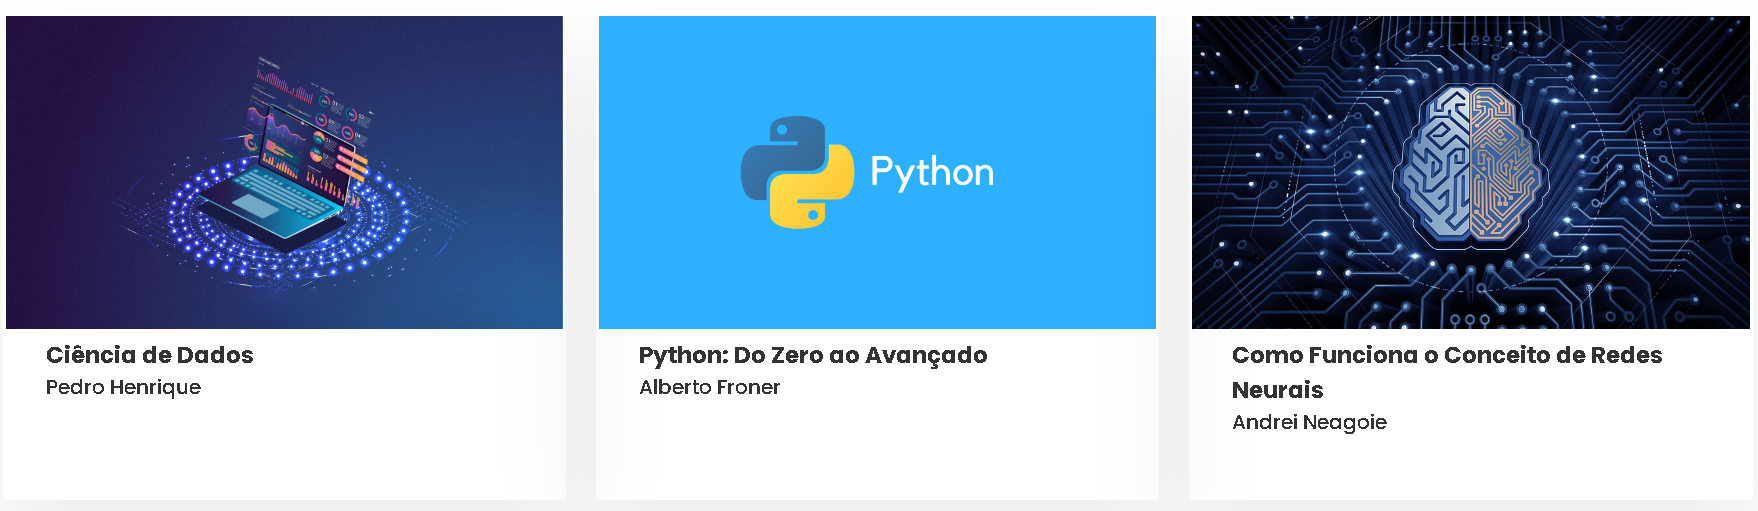 Ciência de Dados
Pedro Henrique
Python
Python: Do Zero ao Avançado
Alberto Froner
Como Funciona o Conceito de Redes
Neurais
Andrei Neagoie